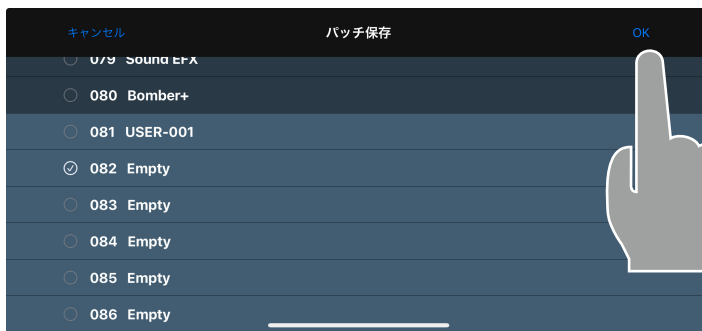 キャンセル パッチ保存 OK
079 Sound EFX
080 Bomber+
081 USER-001
082 Empty
083 Empty
084 Empty
085 Empty
086 Empty